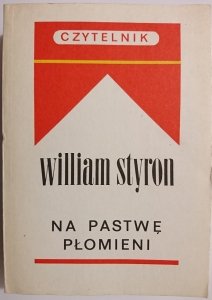 CZYTELNIK
william styron
NA PASTWĘ
PŁOMIENI